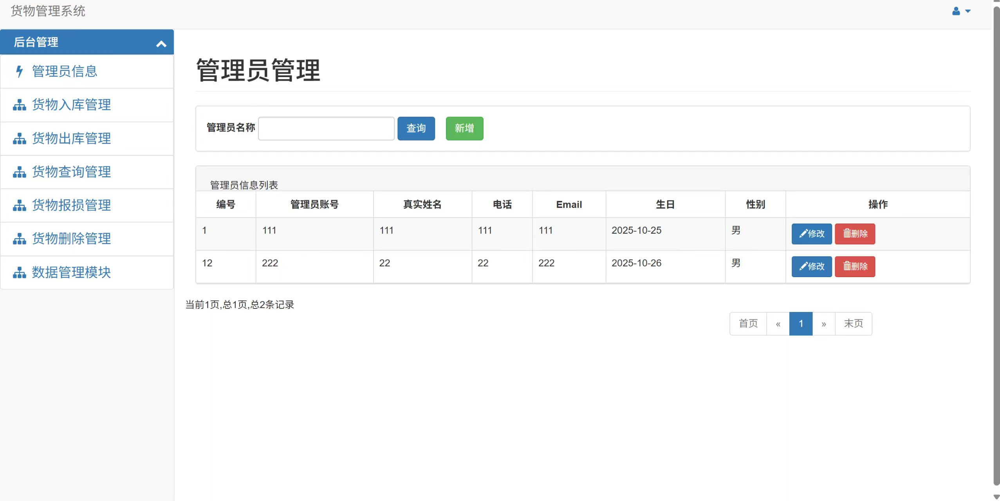 货物管理系统
后台管理
管理员信息
货物入库管理
货物出库管理
货物查询管理
货物报损管理
货物删除管理
数据管理模块
管理员管理
管理员名称 查询 新增
管理员信息列表
编号 管理员账号 真实姓名 电话 Email 生日 性别 操作
1 111 111 111 111 2025-10-25 男 修改 删除
12 222 22 22 222 2025-10-26 男 修改 删除
当前1页,总1页,总2条记录
首页 « 1 » 末页